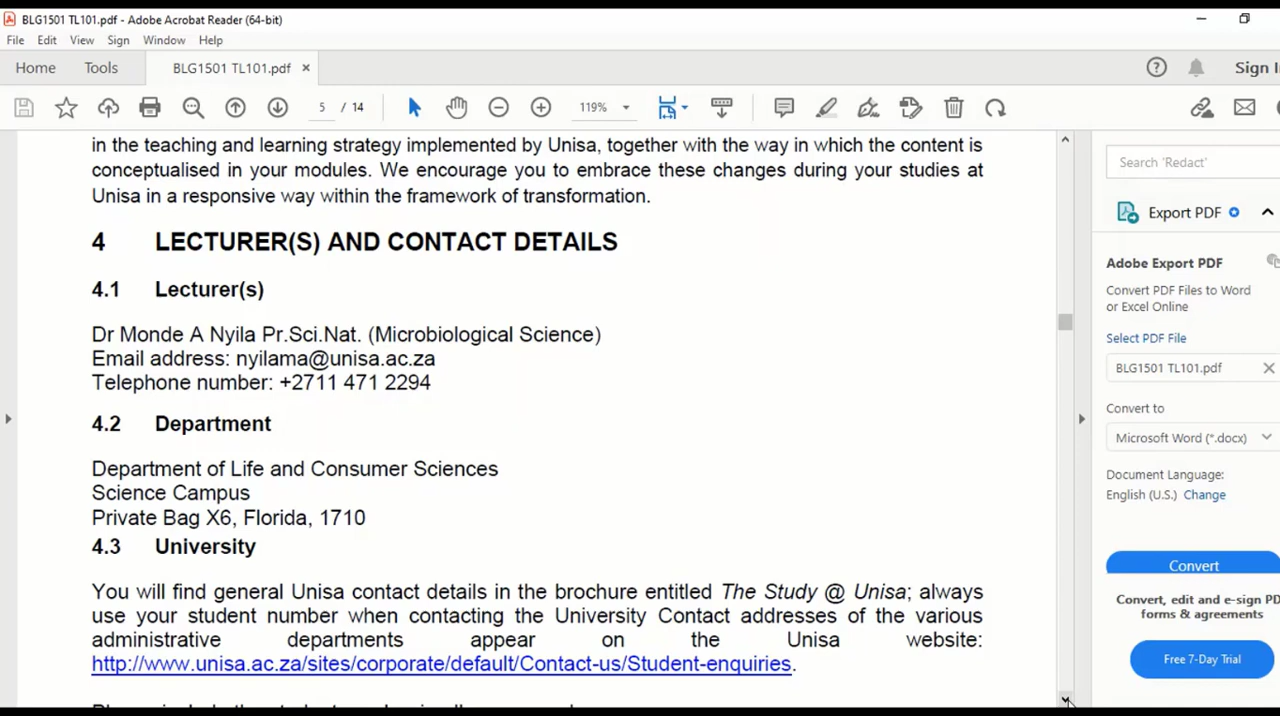 BLG1501 TL101.pdf - Adobe Acrobat Reader (64-bit)
File Edit View Sign Window Help
Home Tools BLG1501 TL101.pdf × Sign
5 / 14 119%
in the teaching and learning strategy implemented by Unisa, together with the way in which the content is
conceptualised in your modules. We encourage you to embrace these changes during your studies at
Unisa in a responsive way within the framework of transformation.
4 LECTURER(S) AND CONTACT DETAILS
4.1 Lecturer(s)
Dr Monde A Nyila Pr.Sci.Nat. (Microbiological Science)
Email address: nyilama@unisa.ac.za
Telephone number: +2711 471 2294
4.2 Department
Department of Life and Consumer Sciences
Science Campus
Private Bag X6, Florida, 1710
4.3 University
You will find general Unisa contact details in the brochure entitled The Study @ Unisa; always
use your student number when contacting the University Contact addresses of the various
administrative departments appear on the Unisa website:
http://www.unisa.ac.za/sites/corporate/default/Contact-us/Student-enquiries.
Search 'Redact'
Export PDF
Adobe Export PDF
Convert PDF Files to Word
or Excel Online
Select PDF File
BLG1501 TL101.pdf
Convert to
Microsoft Word (*.docx)
Document Language:
English (U.S.) Change
Convert
Convert, edit and e-sign PD
forms & agreements
Free 7-Day Trial